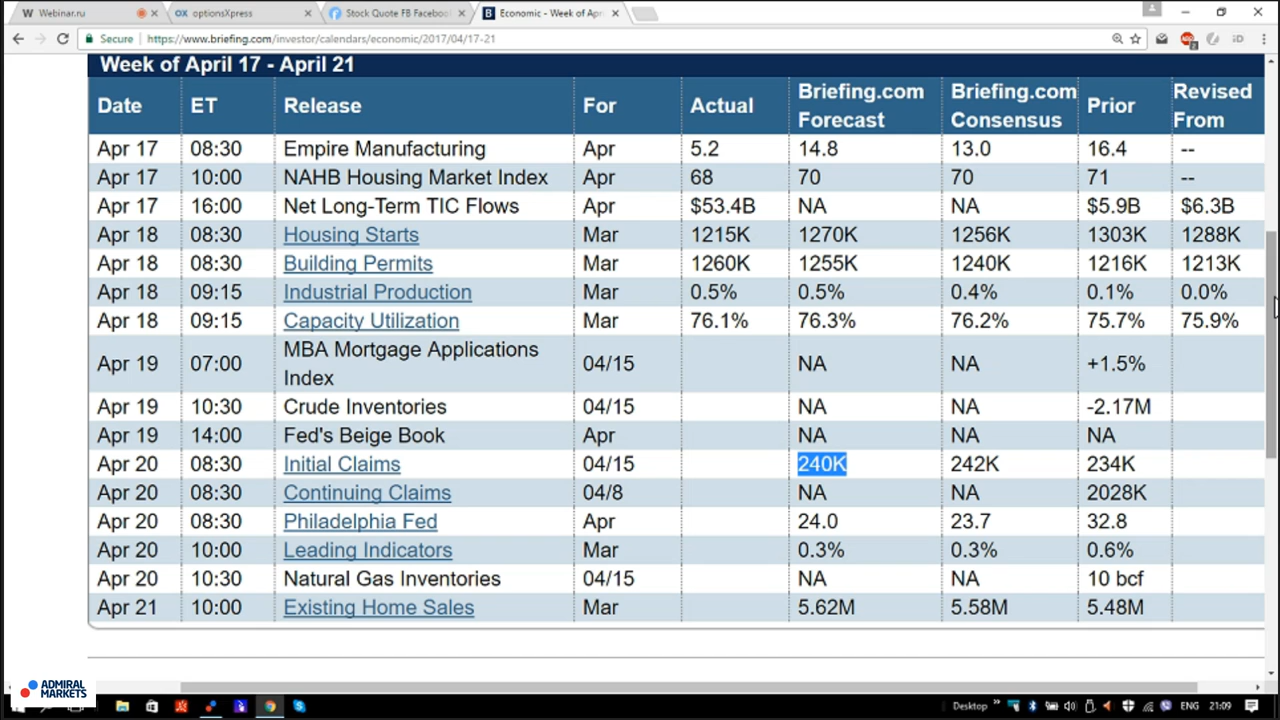 Webinar.ru
optionsXpress
Stock Quote FB Faceboo
Economic - Week of Apr
Secure https://www.briefing.com/investor/calendars/economic/2017/04/17-21
Week of April 17 - April 21
Date ET Release For Actual Briefing.com Forecast Briefing.com Consensus Prior Revised From
Apr 17 08:30 Empire Manufacturing Apr 5.2 14.8 13.0 16.4 --
Apr 17 10:00 NAHB Housing Market Index Apr 68 70 70 71 --
Apr 17 16:00 Net Long-Term TIC Flows Apr $53.4B NA NA $5.9B $6.3B
Apr 18 08:30 Housing Starts Mar 1215K 1270K 1256K 1303K 1288K
Apr 18 08:30 Building Permits Mar 1260K 1255K 1240K 1216K 1213K
Apr 18 09:15 Industrial Production Mar 0.5% 0.5% 0.4% 0.1% 0.0%
Apr 18 09:15 Capacity Utilization Mar 76.1% 76.3% 76.2% 75.7% 75.9%
Apr 19 07:00 MBA Mortgage Applications Index 04/15 NA NA +1.5%
Apr 19 10:30 Crude Inventories 04/15 NA NA -2.17M
Apr 19 14:00 Fed's Beige Book Apr NA NA NA
Apr 20 08:30 Initial Claims 04/15 240K 242K 234K
Apr 20 08:30 Continuing Claims 04/8 NA NA 2028K
Apr 20 08:30 Philadelphia Fed Apr 24.0 23.7 32.8
Apr 20 10:00 Leading Indicators Mar 0.3% 0.3% 0.6%
Apr 20 10:30 Natural Gas Inventories 04/15 NA NA 10 bcf
Apr 21 10:00 Existing Home Sales Mar 5.62M 5.58M 5.48M
ADMIRAL
MARKETS
Desktop ENG 21:09